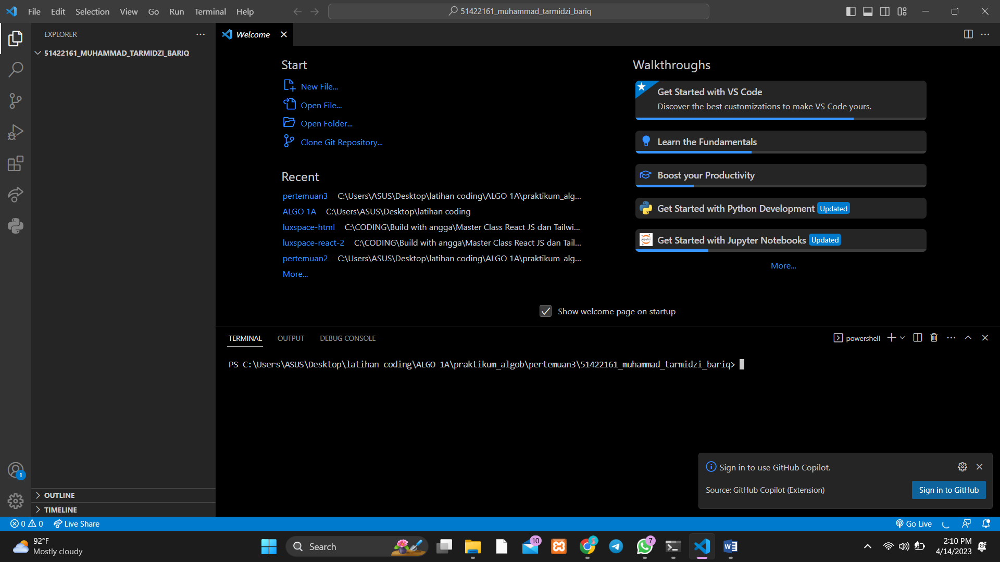 File Edit Selection View Go Run Terminal Help
51422161_muhammad_tarmidzi_bariq
EXPLORER
51422161_MUHAMMAD_TARMIDZI_BARIQ
OUTLINE
TIMELINE
Welcome
Start
New File...
Open File...
Open Folder...
Clone Git Repository...
Recent
pertemuan3 C:\Users\ASUS\Desktop\latihan coding\ALGO 1A\praktikum_alg...
ALGO 1A C:\Users\ASUS\Desktop\latihan coding
luxspace-html C:\CODING\Build with angga\Master Class React JS dan Tailwi...
luxspace-react-2 C:\CODING\Build with angga\Master Class React JS dan Tail...
pertemuan2 C:\Users\ASUS\Desktop\latihan coding\ALGO 1A\praktikum_alg...
More...
Walkthroughs
Get Started with VS Code
Discover the best customizations to make VS Code yours.
Learn the Fundamentals
Boost your Productivity
Get Started with Python Development Updated
jupyter
Get Started with Jupyter Notebooks Updated
More...
Show welcome page on startup
TERMINAL OUTPUT DEBUG CONSOLE
powershell
PS C:\Users\ASUS\Desktop\latihan coding\ALGO 1A\praktikum_algob\pertemuan3\51422161_muhammad_tarmidzi_bariq>
Sign in to use GitHub Copilot.
Source: GitHub Copilot (Extension)
Sign in to GitHub
1
0 0 Live Share
Go Live
92°F
Mostly cloudy
Search
10
3
7
2:10 PM
4/14/2023